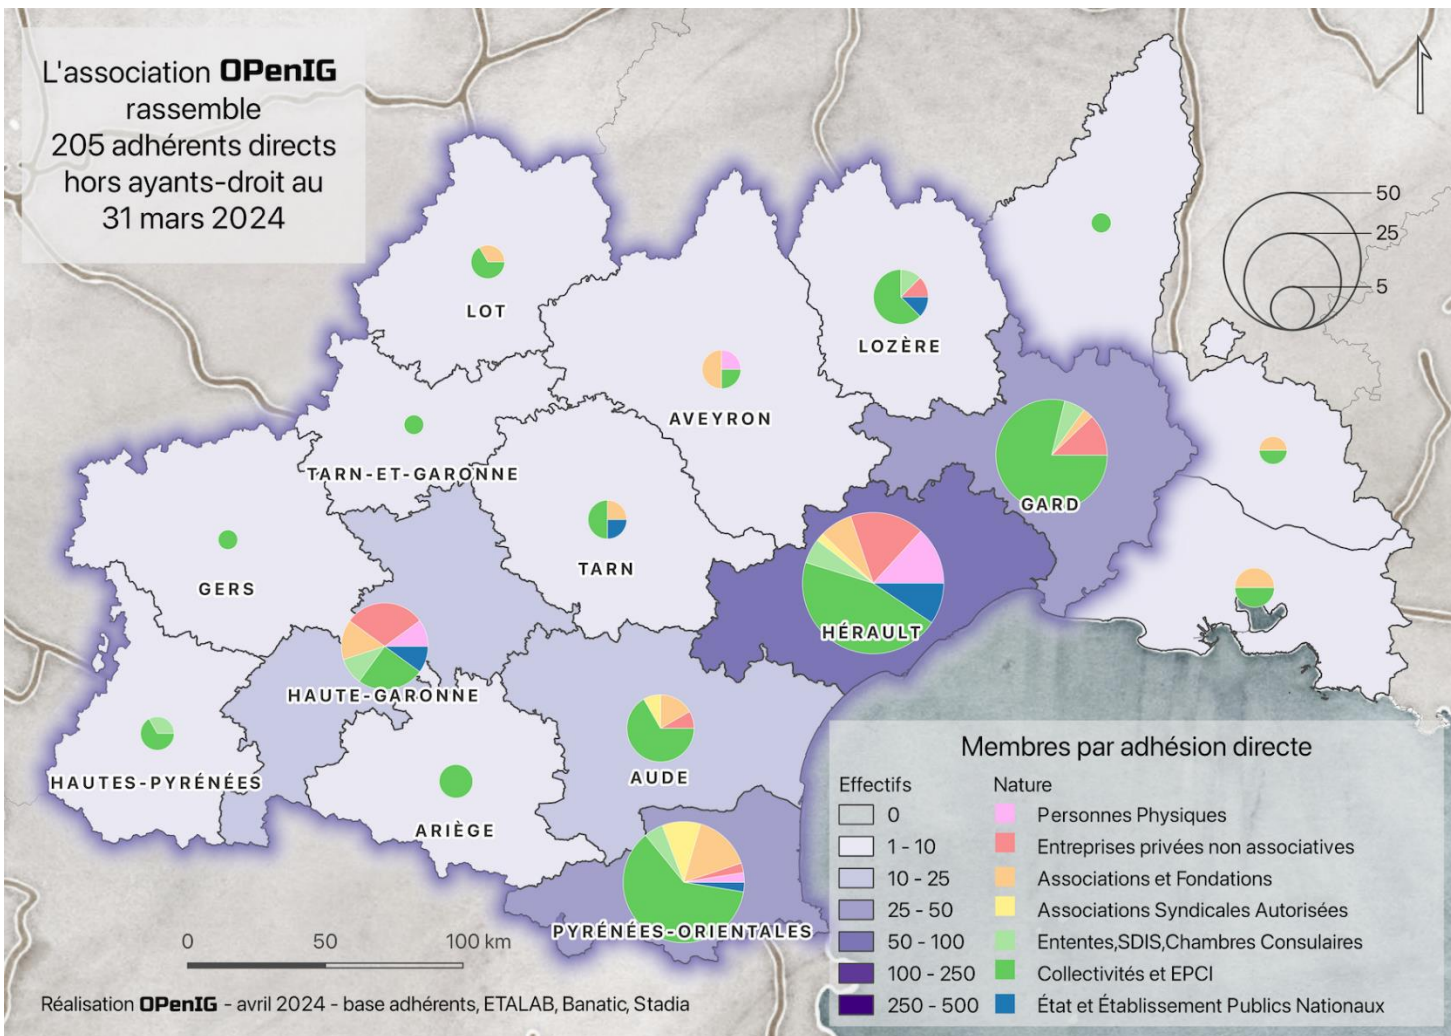 L'association OPenIG
rassemble
205 adhérents directs
hors ayants-droit au
31 mars 2024
50
25
5
LOT
LOZÈRE
AVEYRON
TARN-ET-GARONNE
GARD
TARN
GERS
HÉRAULT
HAUTE-GARONNE
HAUTES-PYRÉNÉES
AUDE
ARIÈGE
PYRÉNÉES-ORIENTALES
Membres par adhésion directe
Effectifs
0
1 - 10
10 - 25
25 - 50
50 - 100
100 - 250
250 - 500
Nature
Personnes Physiques
Entreprises privées non associatives
Associations et Fondations
Associations Syndicales Autorisées
Ententes,SDIS,Chambres Consulaires
Collectivités et EPCI
État et Établissement Publics Nationaux
0 50 100 km
Réalisation OPenIG - avril 2024 - base adhérents, ETALAB, Banatic, Stadia